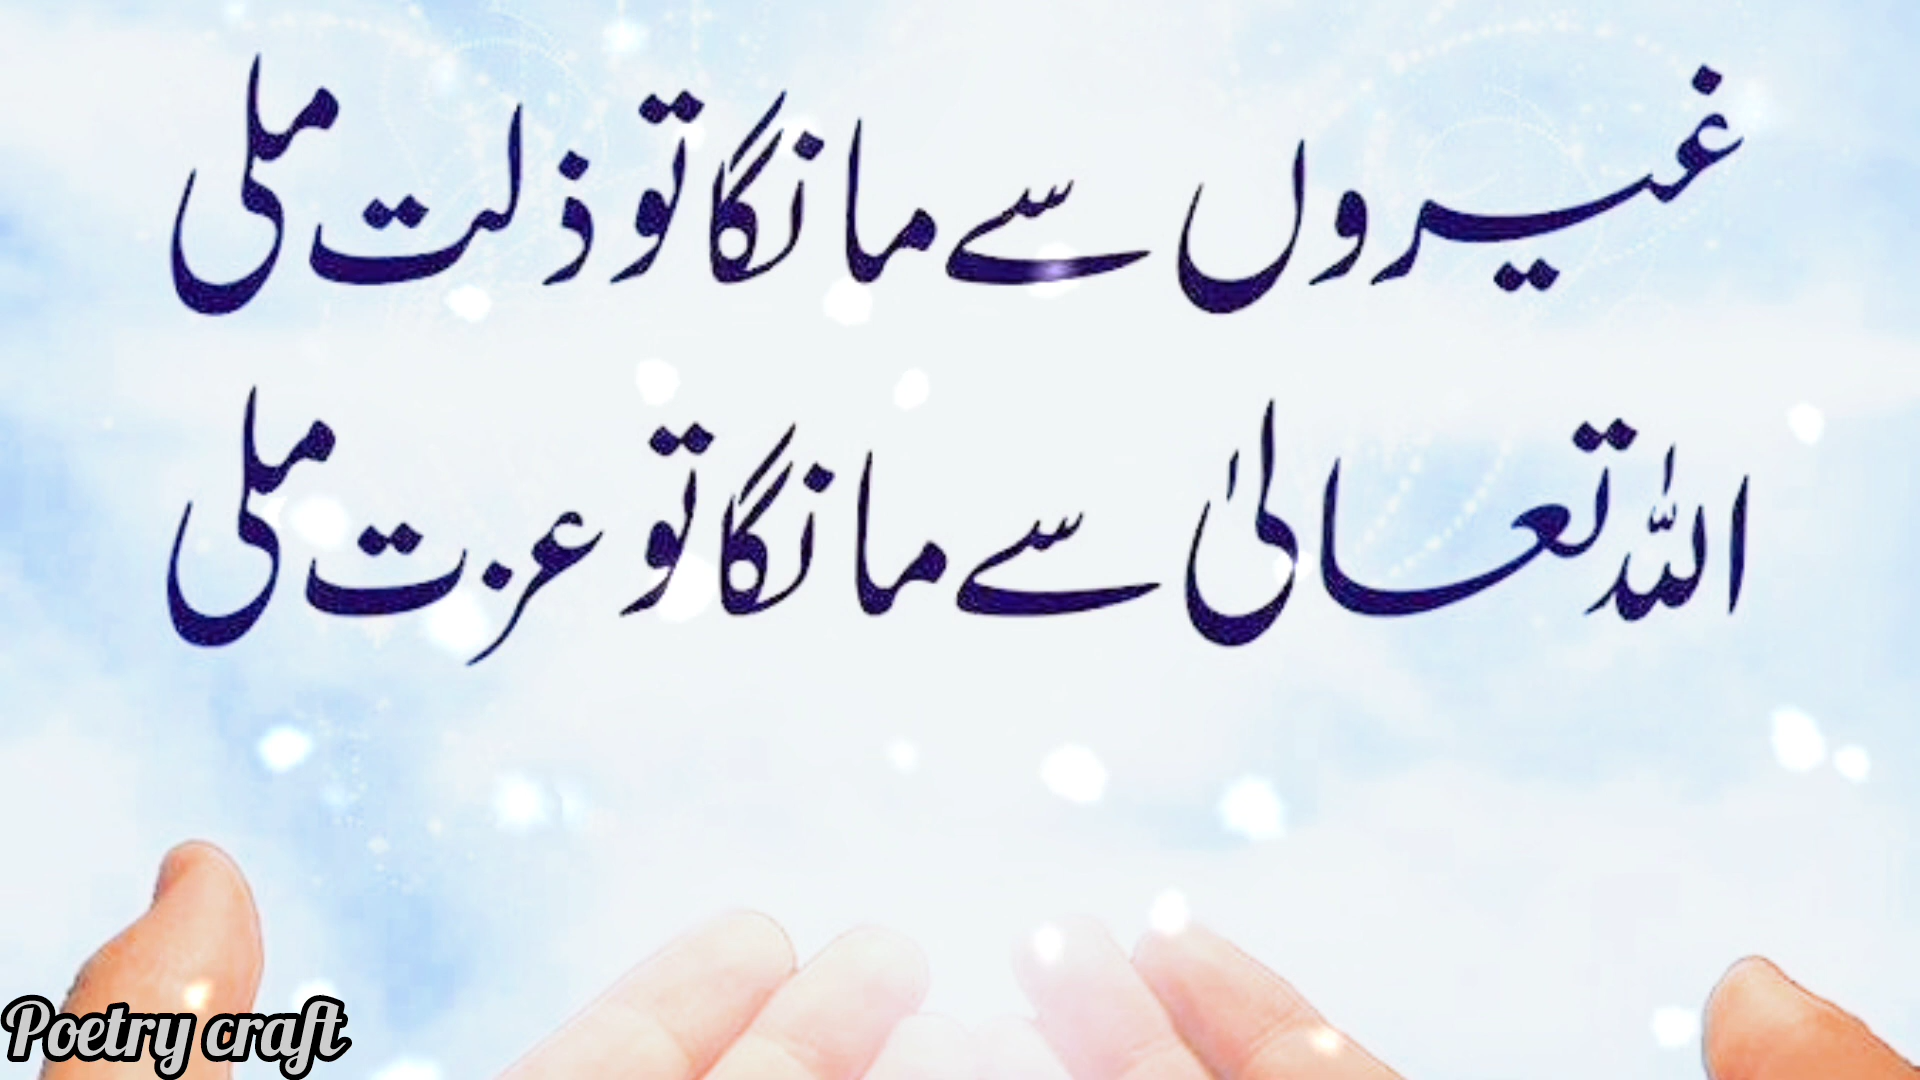 غیروں سے مانگا تو ذلت ملی
اللہ تعالیٰ سے مانگا تو عزت ملی
Poetry craft